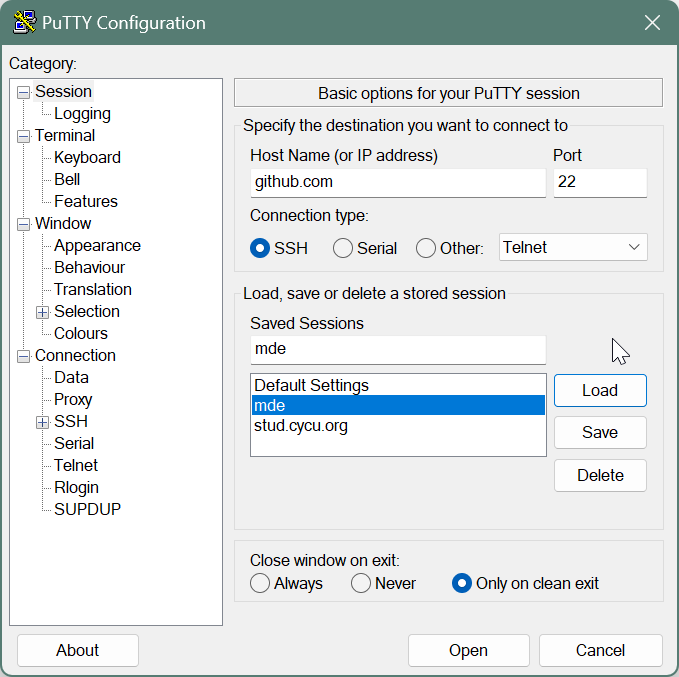 PuTTY Configuration
Category:
Session
Logging
Terminal
Keyboard
Bell
Features
Window
Appearance
Behaviour
Translation
Selection
Colours
Connection
Data
Proxy
SSH
Serial
Telnet
Rlogin
SUPDUP
Basic options for your PuTTY session
Specify the destination you want to connect to
Host Name (or IP address) Port
github.com 22
Connection type:
SSH Serial Other: Telnet
Load, save or delete a stored session
Saved Sessions
mde
Default Settings
mde
stud.cycu.org
Load
Save
Delete
Close window on exit:
Always Never Only on clean exit
About Open Cancel